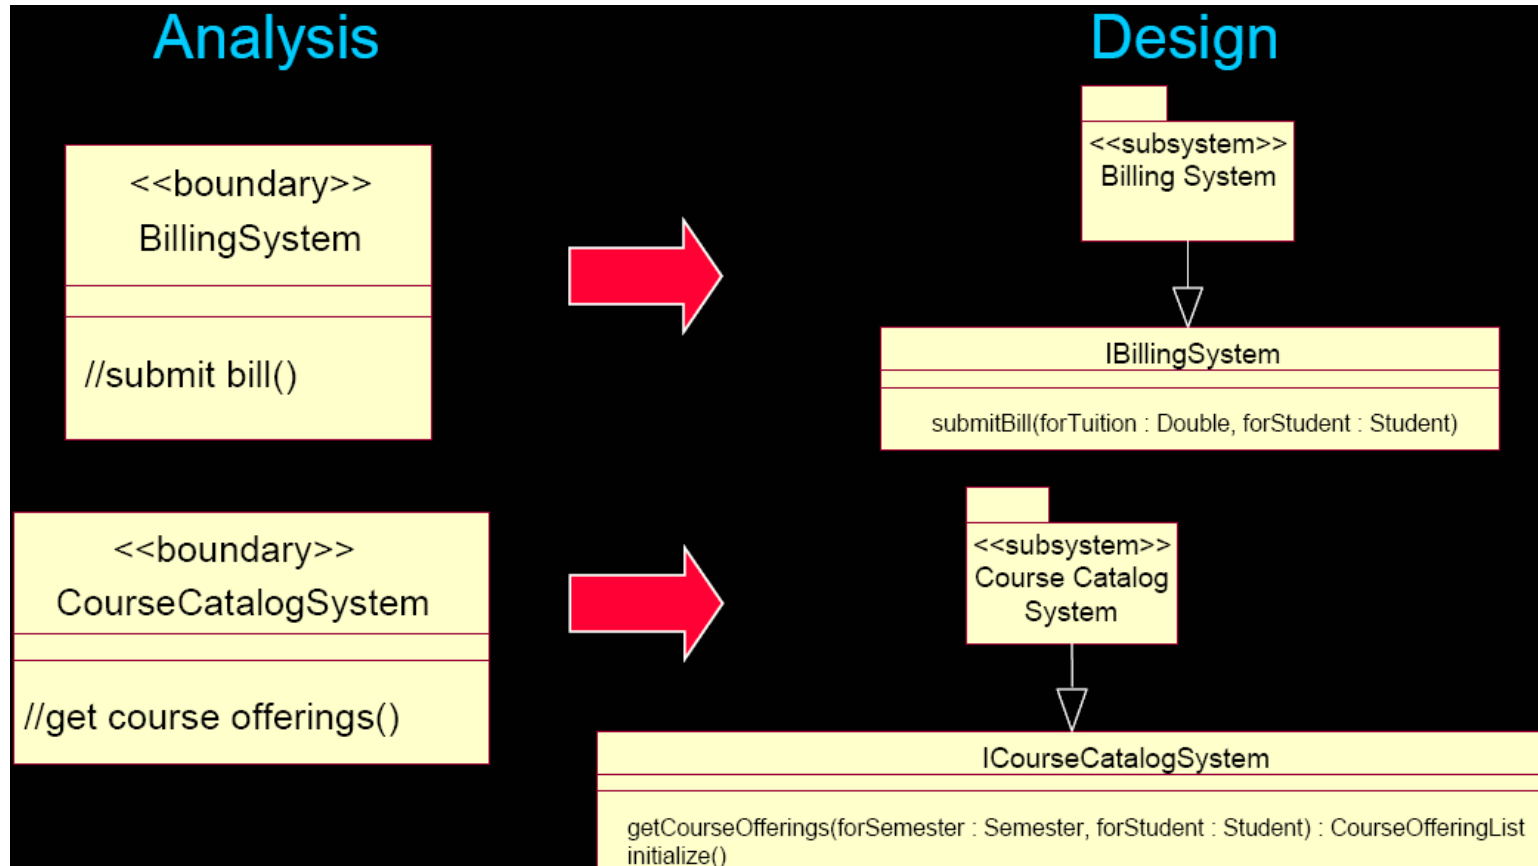 Analysis
Design
<<boundary>>
BillingSystem
//submit bill()
<<subsystem>>
Billing System
IBillingSystem
submitBill(forTuition : Double, forStudent : Student)
<<boundary>>
CourseCatalogSystem
//get course offerings()
<<subsystem>>
Course Catalog
System
ICourseCatalogSystem
getCourseOfferings(forSemester : Semester, forStudent : Student) : CourseOfferingList
initialize()